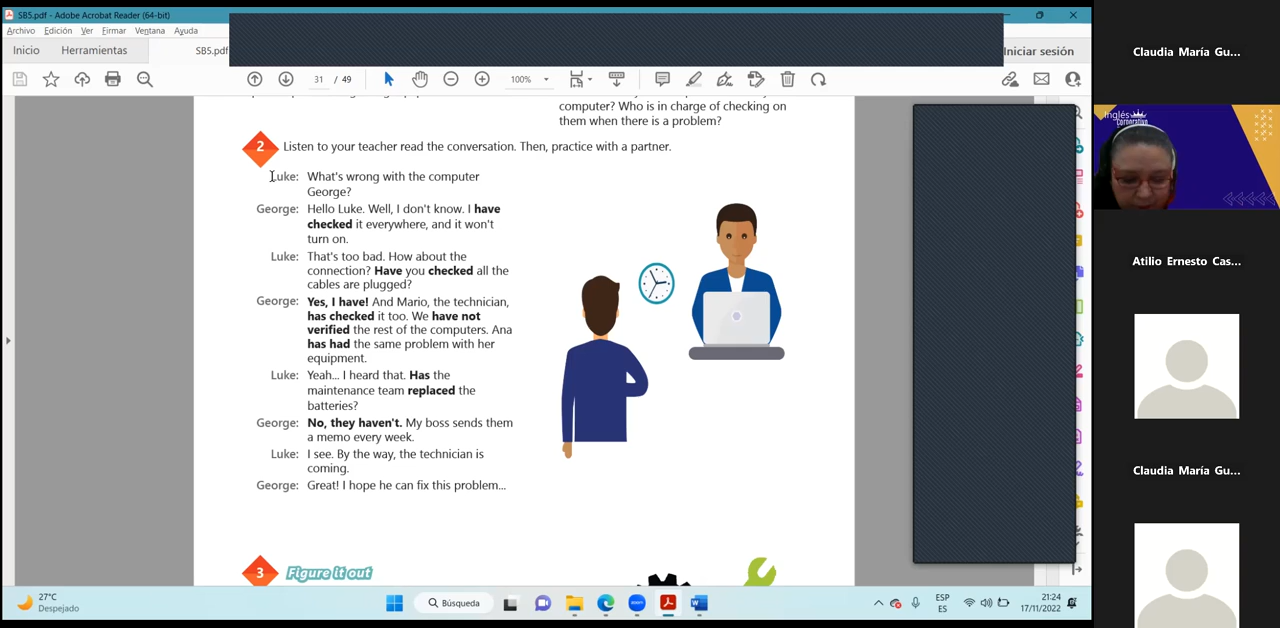 SB5.pdf - Adobe Acrobat Reader (64-bit)
Archivo Edición Ver Firmar Ventana Ayuda
Inicio Herramientas SB5.pdf Iniciar sesión
31 / 49 100%
computer? Who is in charge of checking on
them when there is a problem?
2 Listen to your teacher read the conversation. Then, practice with a partner.
Luke: What's wrong with the computer
George?
George: Hello Luke. Well, I don't know. I have
checked it everywhere, and it won't
turn on.
Luke: That's too bad. How about the
connection? Have you checked all the
cables are plugged?
George: Yes, I have! And Mario, the technician,
has checked it too. We have not
verified the rest of the computers. Ana
has had the same problem with her
equipment.
Luke: Yeah... I heard that. Has the
maintenance team replaced the
batteries?
George: No, they haven't. My boss sends them
a memo every week.
Luke: I see. By the way, the technician is
coming.
George: Great! I hope he can fix this problem...
3 Figure it out
27°C
Despejado
Búsqueda
ESP
ES
21:24
17/11/2022
Claudia María Gu...
Inglés
Corporativo
Atilio Ernesto Cas...
Claudia María Gu...